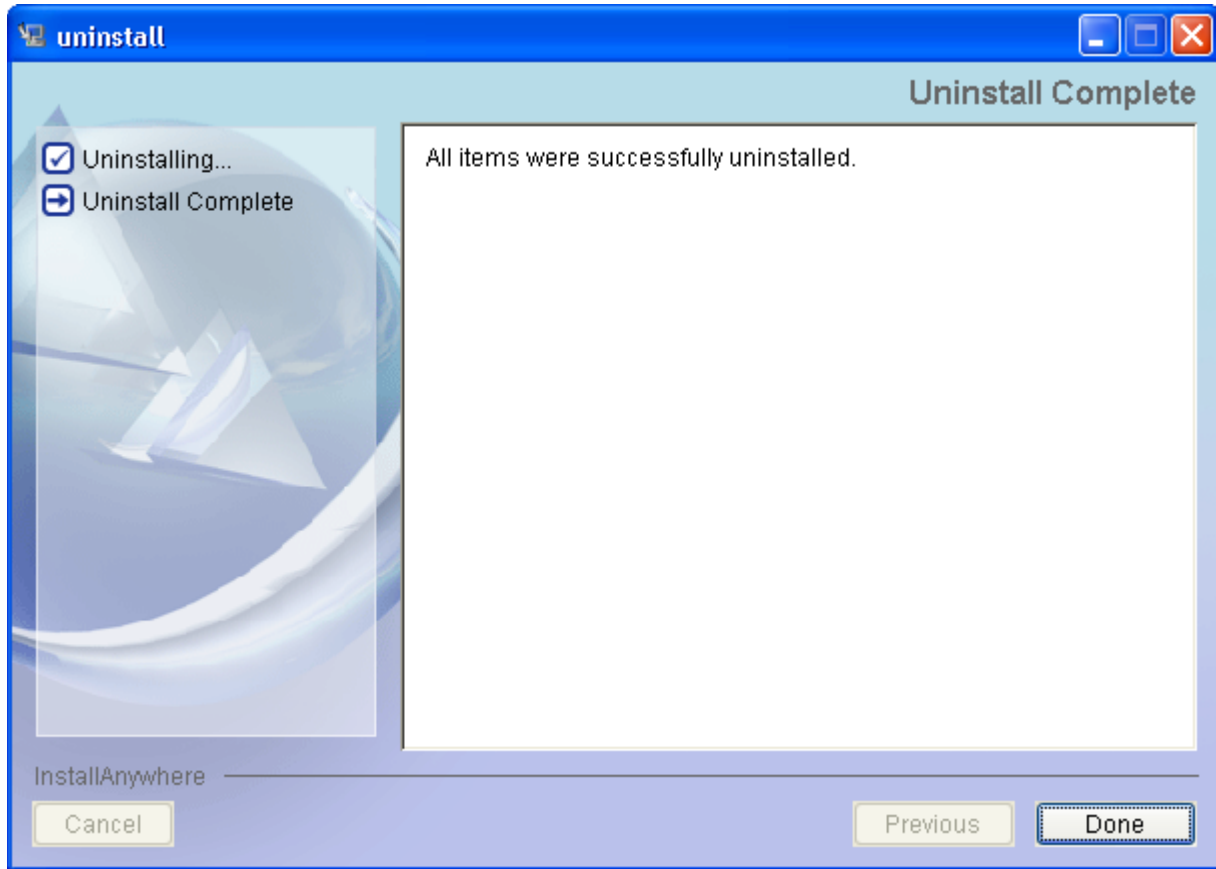 uninstall
Uninstall Complete
Uninstalling...
Uninstall Complete
All items were successfully uninstalled.
InstallAnywhere
Cancel
Previous
Done